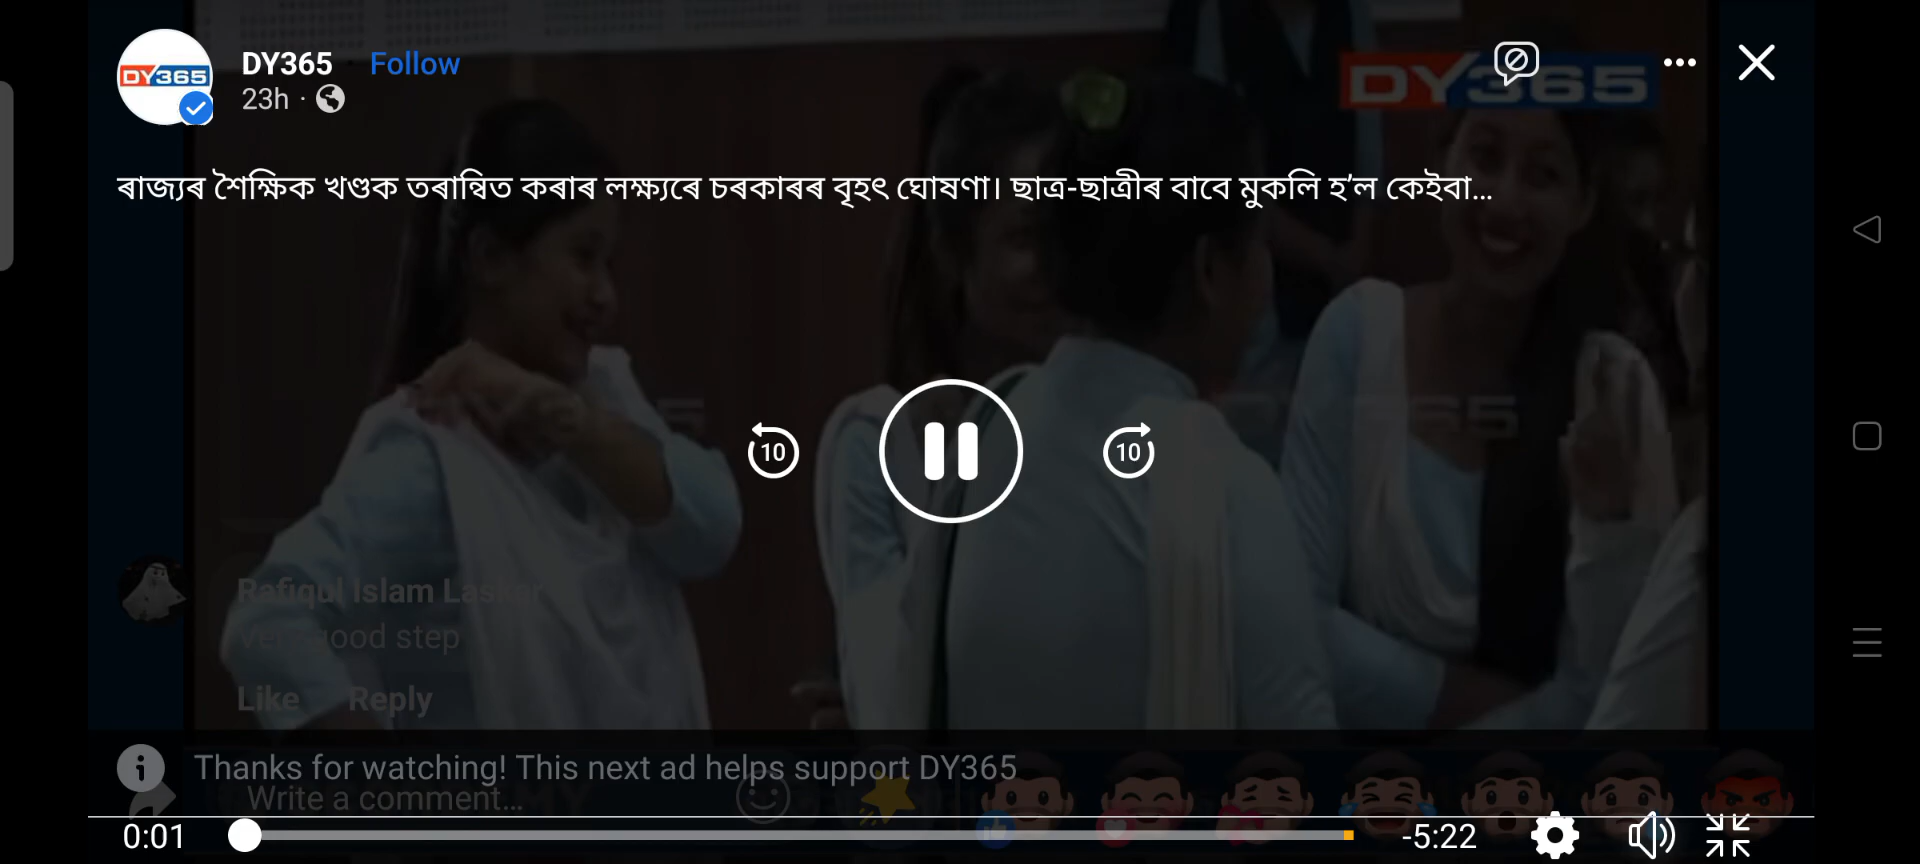 DY365
DY365 · Follow
23h ·
DY365
ৰাজ্যৰ শৈক্ষিক খণ্ডক তৰান্বিত কৰাৰ লক্ষ্যৰে চৰকাৰৰ বৃহৎ ঘোষণা। ছাত্ৰ-ছাত্ৰীৰ বাবে মুকলি হ’ল কেইবা...
10
10
Rafiqul Islam Laskar
Very good step
Like Reply
Thanks for watching! This next ad helps support DY365
Write a comment...
0:01
-5:22